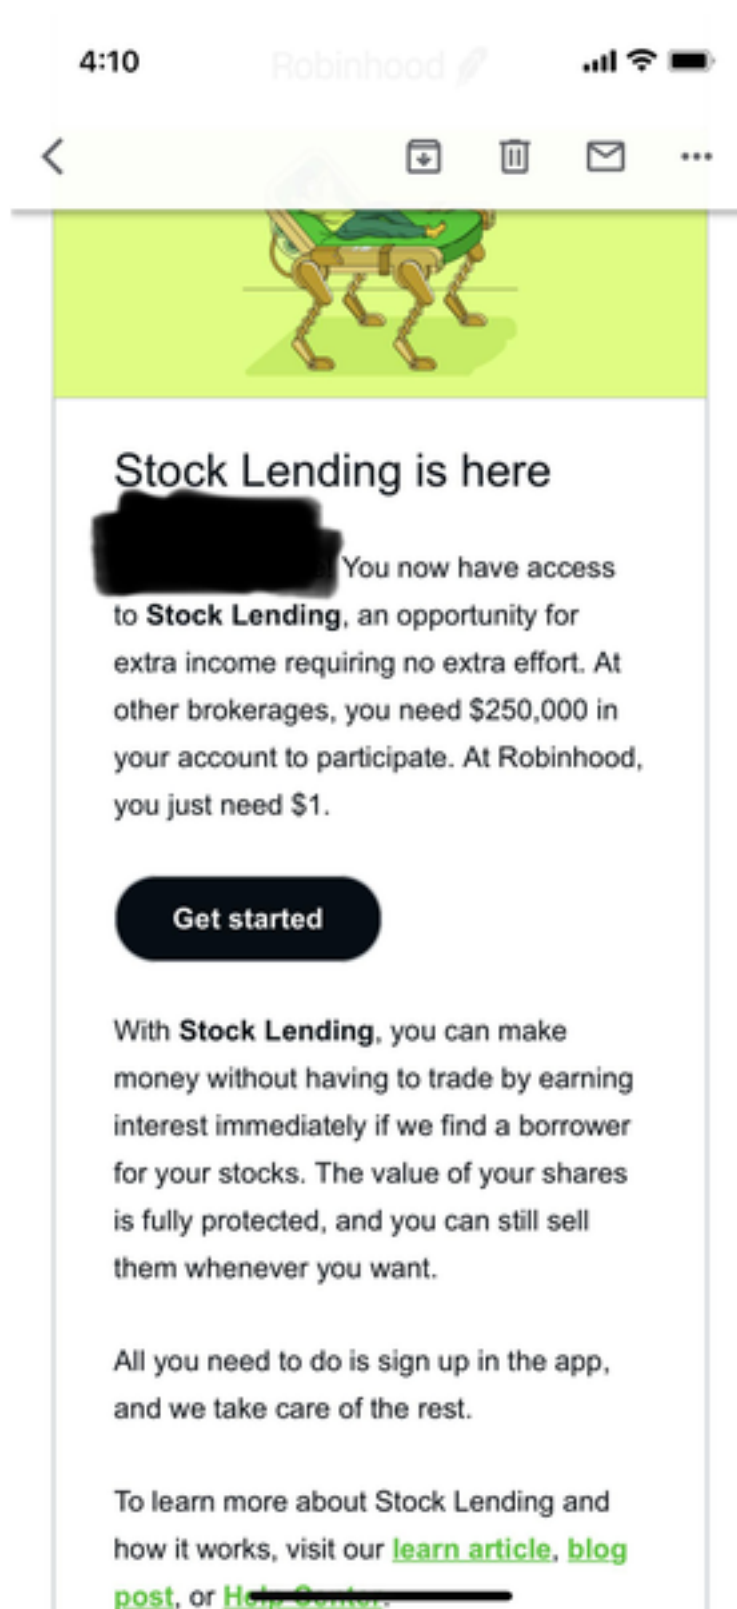 4:10
Robinhood
Stock Lending is here
You now have access
to Stock Lending, an opportunity for
extra income requiring no extra effort. At
other brokerages, you need $250,000 in
your account to participate. At Robinhood,
you just need $1.
Get started
With Stock Lending, you can make
money without having to trade by earning
interest immediately if we find a borrower
for your stocks. The value of your shares
is fully protected, and you can still sell
them whenever you want.
All you need to do is sign up in the app,
and we take care of the rest.
To learn more about Stock Lending and
how it works, visit our learn article, blog
post, or Help Center.